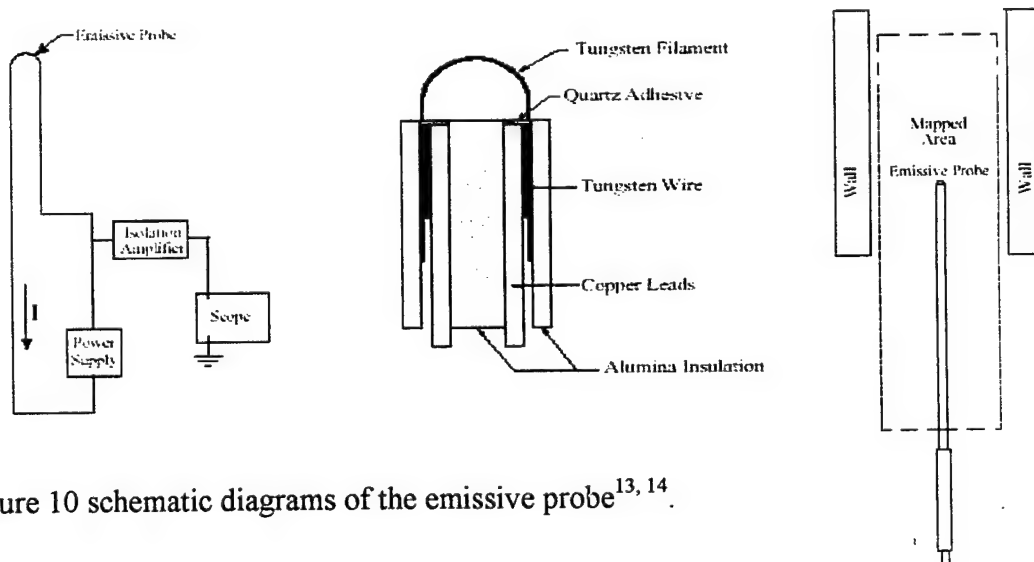 Emissive Probe
Isolation
Amplifier
I
Scope
Power
Supply
Tungsten Filament
Quartz Adhesive
Tungsten Wire
Copper Leads
Alumina Insulation
Wall
Mapped
Area
Emissive Probe
Wall
ure 10 schematic diagrams of the emissive probe13, 14.